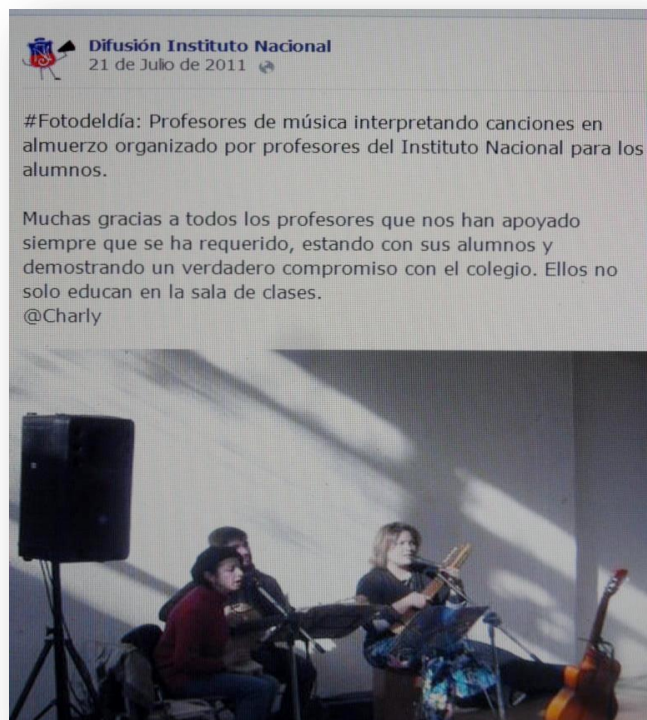 Difusión Instituto Nacional
21 de Julio de 2011
#Fotodeldía: Profesores de música interpretando canciones en
almuerzo organizado por profesores del Instituto Nacional para los
alumnos.
Muchas gracias a todos los profesores que nos han apoyado
siempre que se ha requerido, estando con sus alumnos y
demostrando un verdadero compromiso con el colegio. Ellos no
solo educan en la sala de clases.
@Charly